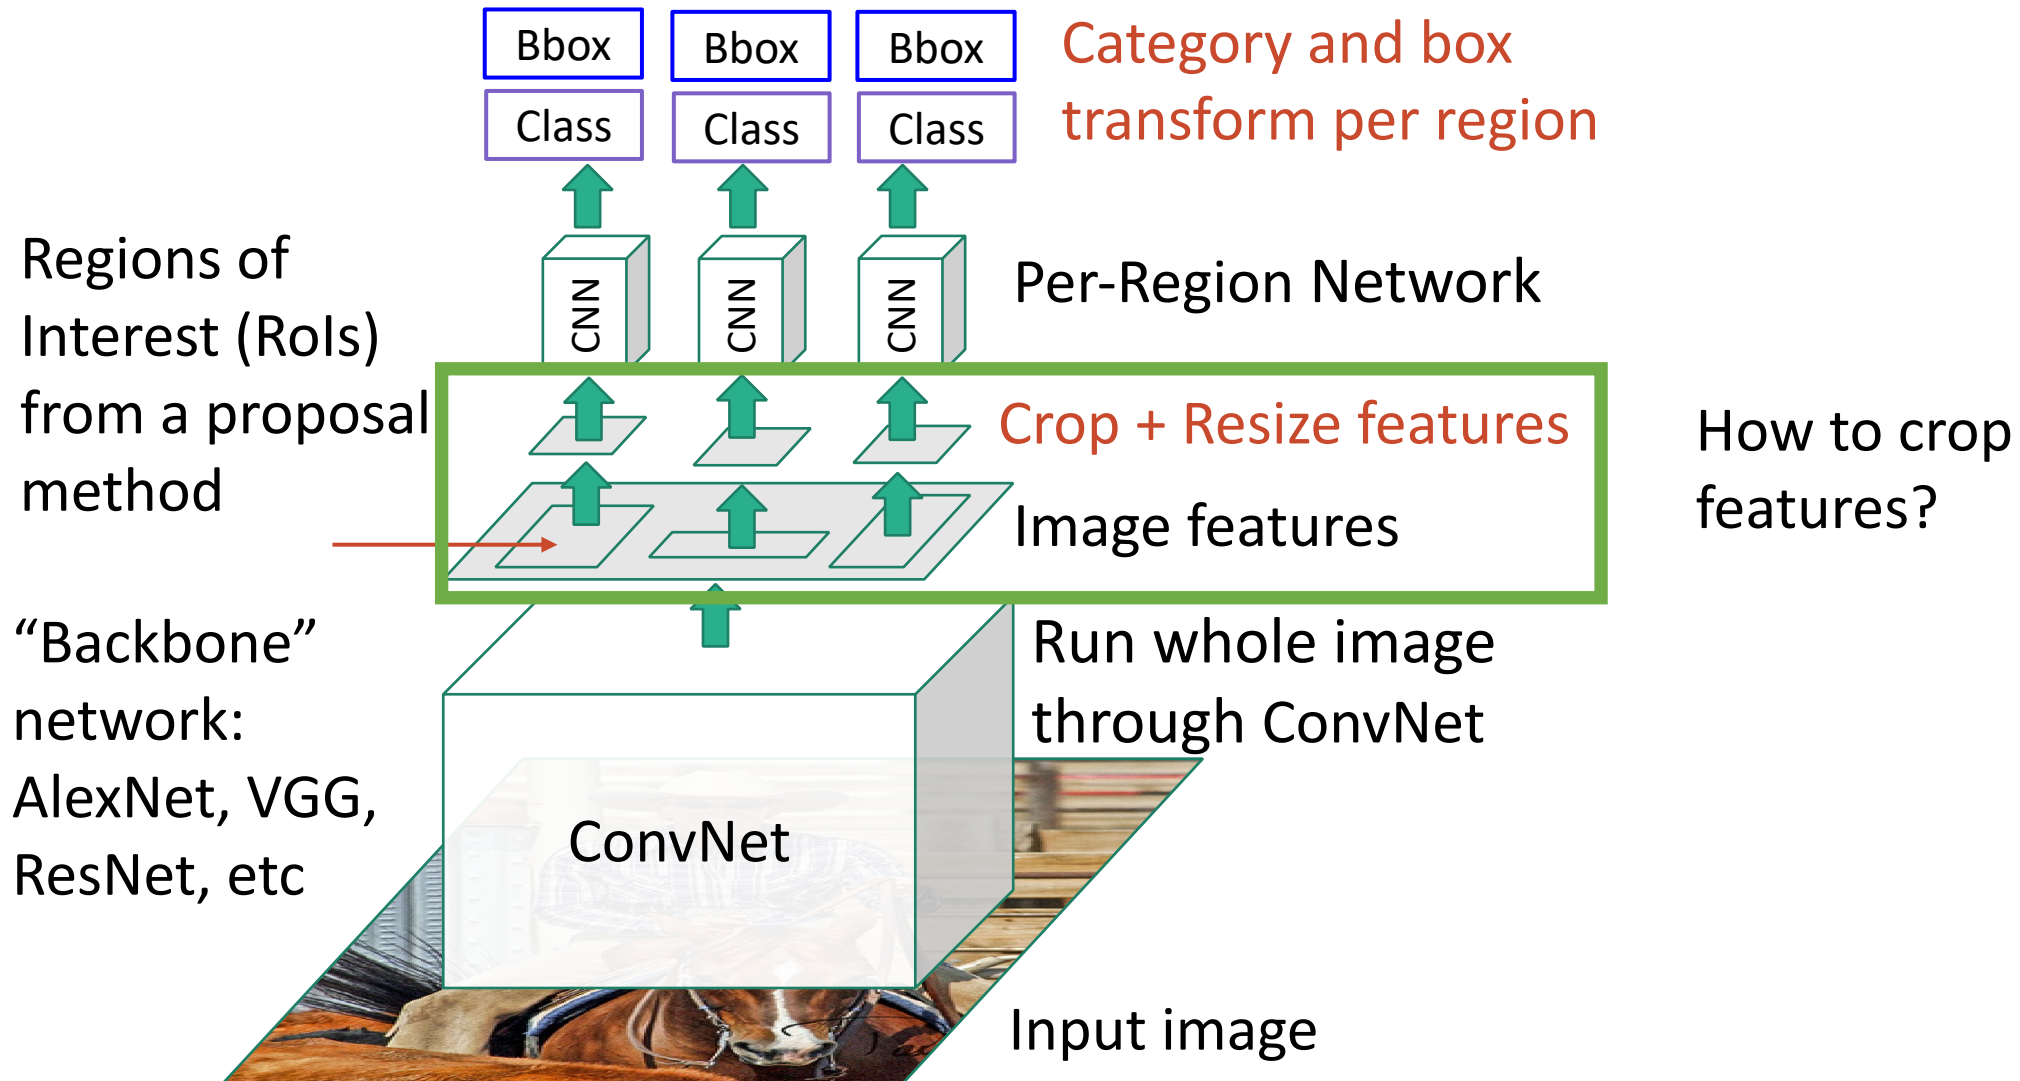 Bbox
Bbox
Bbox
Class
Class
Class
Category and box
transform per region
Regions of
Interest (RoIs)
from a proposal
method
CNN
CNN
CNN
Per-Region Network
Crop + Resize features
Image features
How to crop
features?
“Backbone”
network:
AlexNet, VGG,
ResNet, etc
Run whole image
through ConvNet
ConvNet
Input image